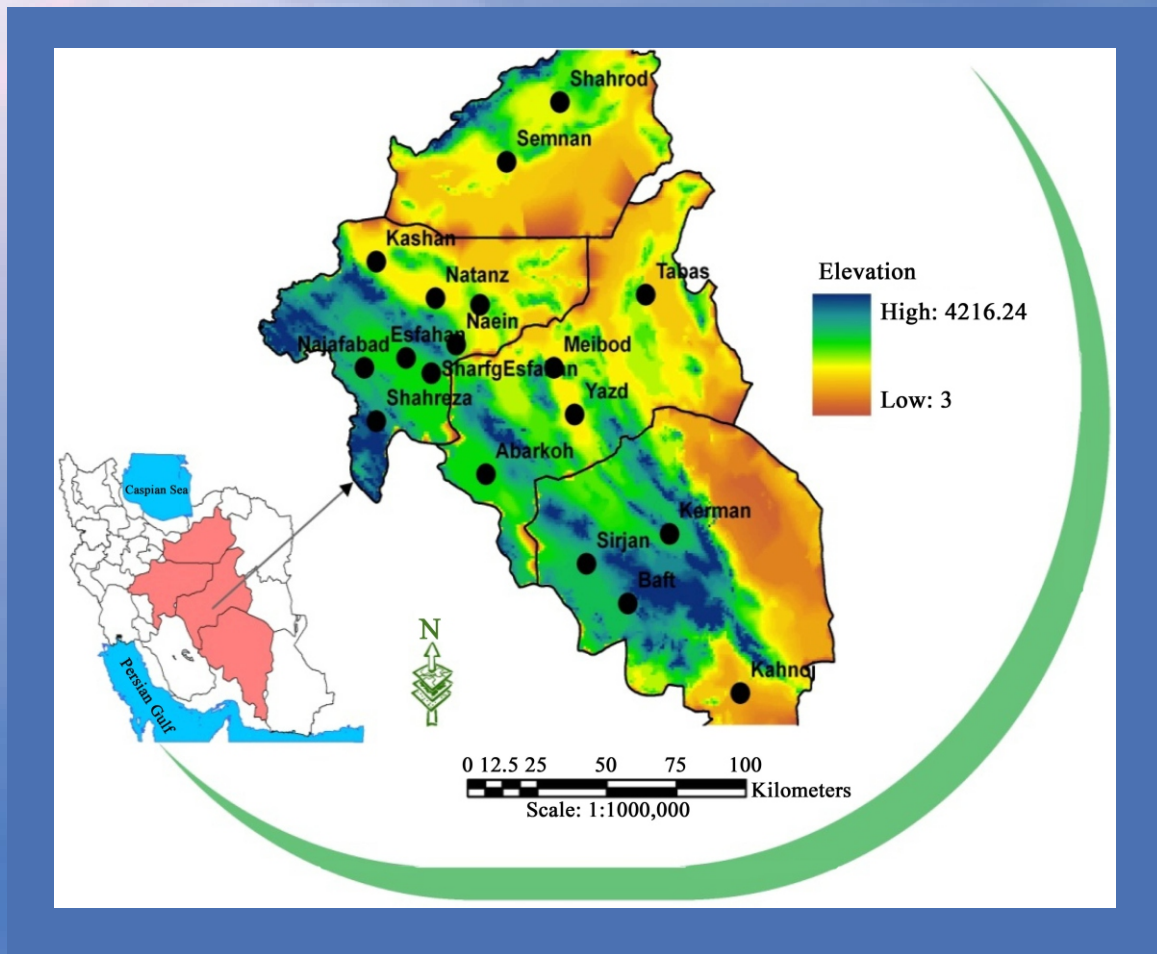 Shahrod
Semnan
Kashan
Natanz
Tabas
Naein
Esfahan
Najafabad
Meibod
SharfgEsfahan
Yazd
Shahreza
Abarkoh
Kerman
Sirjan
Baft
Kahnoj
Elevation
High: 4216.24
Low: 3
Caspian Sea
Persian Gulf
N
0 12.5 25 50 75 100
Kilometers
Scale: 1:1000,000